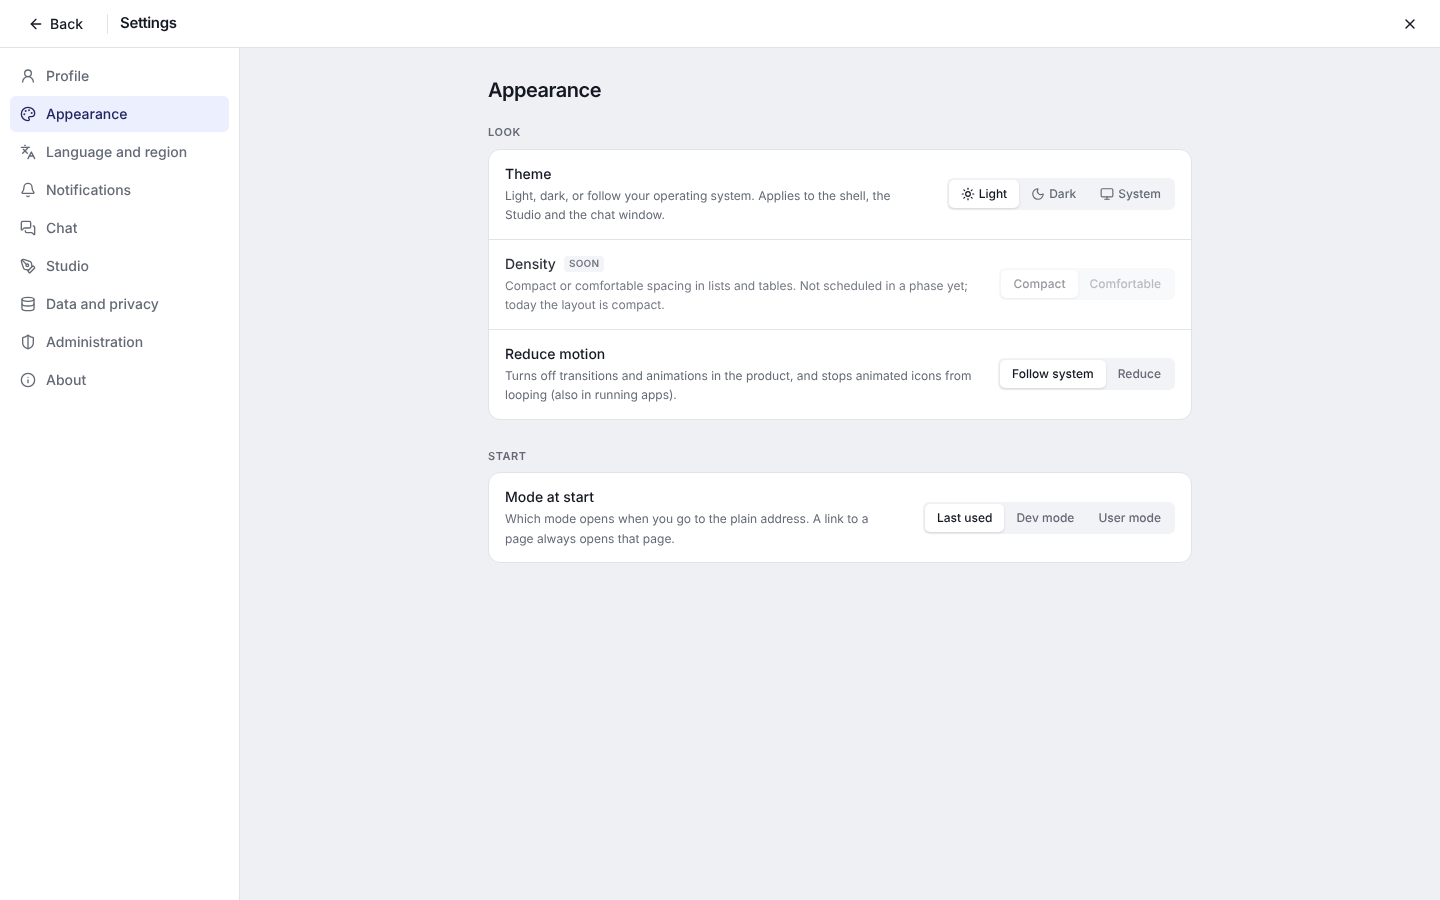 Back
Settings
Profile
Appearance
Language and region
Notifications
Chat
Studio
Data and privacy
Administration
About
Appearance
LOOK
Theme
Light, dark, or follow your operating system. Applies to the shell, the
Studio and the chat window.
Light Dark System
Density SOON
Compact or comfortable spacing in lists and tables. Not scheduled in a phase yet;
today the layout is compact.
Compact Comfortable
Reduce motion
Turns off transitions and animations in the product, and stops animated icons from
looping (also in running apps).
Follow system Reduce
START
Mode at start
Which mode opens when you go to the plain address. A link to a
page always opens that page.
Last used Dev mode User mode